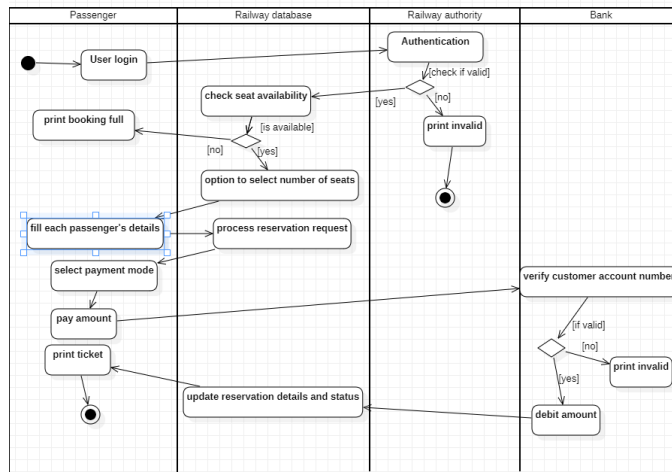 Passenger
Railway database
Railway authority
Bank
User login
Authentication
[check if valid]
[yes]
[no]
check seat availability
print invalid
print booking full
[is available]
[no]
[yes]
option to select number of seats
fill each passenger's details
process reservation request
select payment mode
verify customer account number
pay amount
[if valid]
[no]
print ticket
print invalid
[yes]
update reservation details and status
debit amount